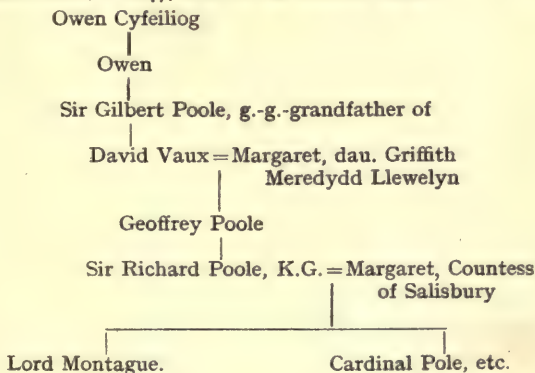 Owen Cyfeiliog
Owen
Sir Gilbert Poole, g.-g.-grandfather of
David Vaux = Margaret, dau. Griffith
Meredydd Llewelyn
Geoffrey Poole
Sir Richard Poole, K.G. = Margaret, Countess
of Salisbury
Lord Montague. Cardinal Pole, etc.